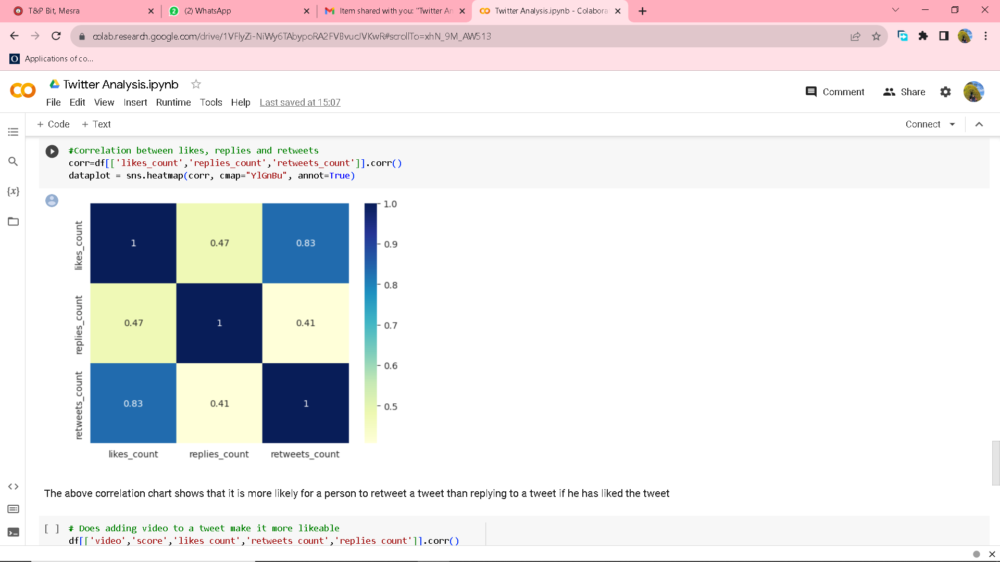 T&P Bit, Mesra
(2) WhatsApp
Item shared with you: "Twitter An
Twitter Analysis.ipynb - Colabora
colab.research.google.com/drive/1VFlyZi-NiWy6TAbypoRA2FVBvucJVKwR#scrollTo=xhN_9M_AW513
Applications of co...
Twitter Analysis.ipynb
File Edit View Insert Runtime Tools Help Last saved at 15:07
Comment
Share
+ Code + Text
Connect
#Correlation between likes, replies and retweets
corr=df[['likes_count','replies_count','retweets_count']].corr()
dataplot = sns.heatmap(corr, cmap="YlGnBu", annot=True)
likes_count
1 0.47 0.83
replies_count
0.47 1 0.41
retweets_count
0.83 0.41 1
likes_count replies_count retweets_count
1.0
0.9
0.8
0.7
0.6
0.5
The above correlation chart shows that it is more likely for a person to retweet a tweet than replying to a tweet if he has liked the tweet
[ ] # Does adding video to a tweet make it more likeable
df[['video','score','likes_count','retweets_count','replies_count']].corr()